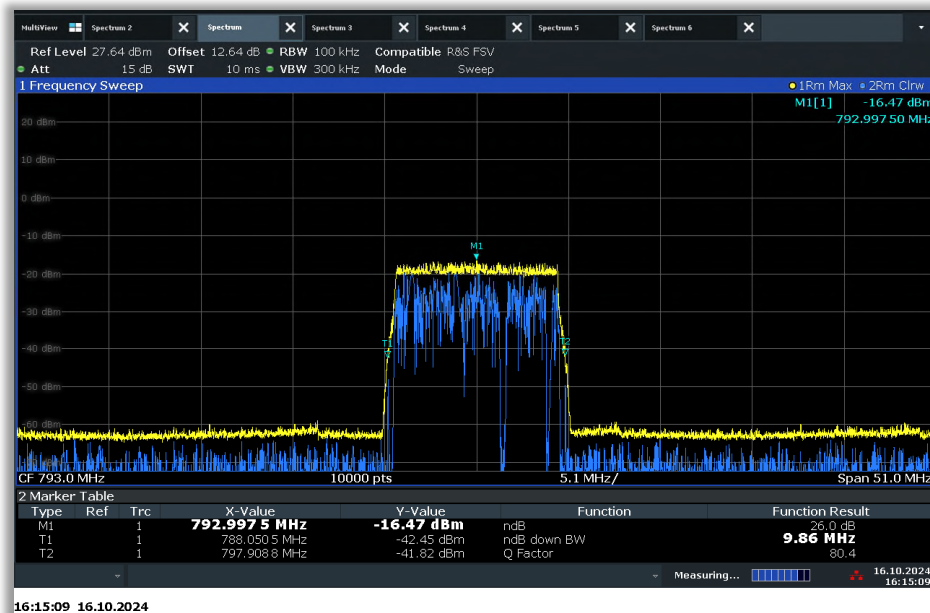 MultiView Spectrum 2 Spectrum Spectrum 3 Spectrum 4 Spectrum 5 Spectrum 6
Ref Level 27.64 dBm Offset 12.64 dB RBW 100 kHz Compatible R&S FSV
Att 15 dB SWT 10 ms VBW 300 kHz Mode Sweep
1 Frequency Sweep 1Rm Max 2Rm Clrw
M1[1] -16.47 dBm
792.997 50 MHz
20 dBm
10 dBm
0 dBm
-10 dBm
M1
-20 dBm
-30 dBm
-40 dBm
T1 T2
-50 dBm
-60 dBm
CF 793.0 MHz 10000 pts 5.1 MHz/ Span 51.0 MHz
2 Marker Table
Type Ref Trc X-Value Y-Value Function Function Result
M1 1 792.997 5 MHz -16.47 dBm ndB 26.0 dB
T1 1 788.050 5 MHz -42.45 dBm ndB down BW 9.86 MHz
T2 1 797.908 8 MHz -41.82 dBm Q Factor 80.4
Measuring... 16.10.2024
16:15:09
16:15:09 16.10.2024